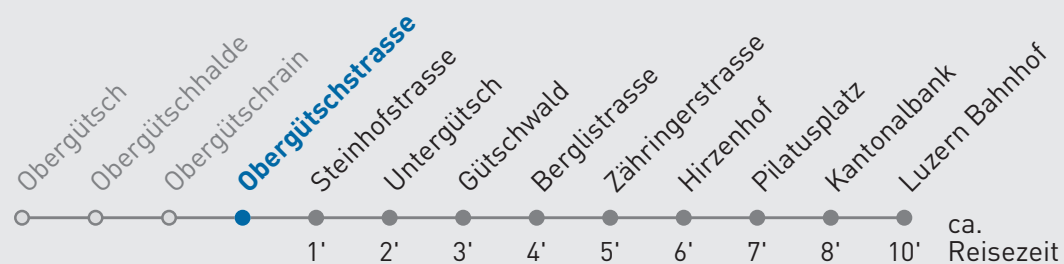 Obergütsch
Obergütschhalde
Obergütschrain
Obergütschstrasse
Steinhofstrasse
Untergütsch
Gütschwald
Berglistrasse
Zähringerstrasse
Hirzenhof
Pilatusplatz
Kantonalbank
Luzern Bahnhof
1' 2' 3' 4' 5' 6' 7' 8' 10' ca.
Reisezeit